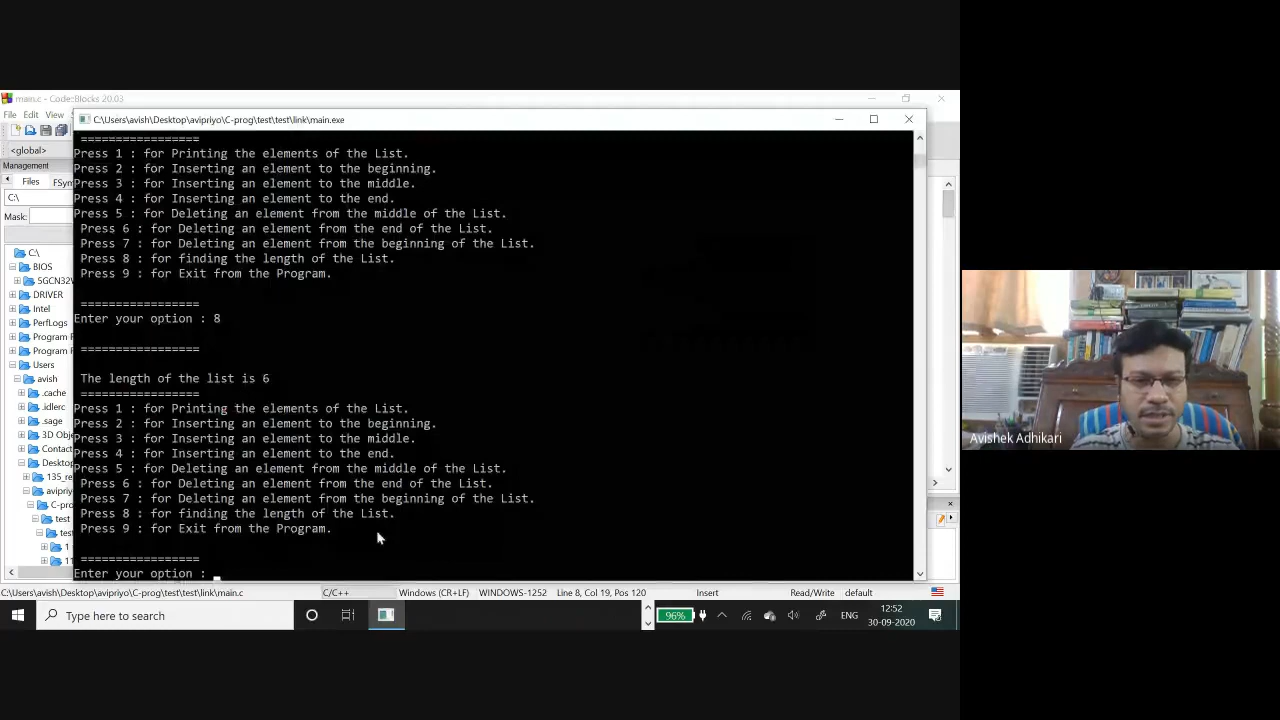 main.c - Code::Blocks 20.03
File Edit View
C:\Users\avish\Desktop\avipriyo\C-prog\test\test\link\main.exe
<global>
Management
Files FSym
C:\
Mask:
C:\
BIOS
5GCN32W
DRIVER
Intel
PerfLogs
Program F
Program F
Users
avish
.cache
.idlerc
.sage
3D Obje
Contact
Desktop
135_re
avipriyo
C-pro
test
test
1
11
=================
Press 1 : for Printing the elements of the List.
Press 2 : for Inserting an element to the beginning.
Press 3 : for Inserting an element to the middle.
Press 4 : for Inserting an element to the end.
Press 5 : for Deleting an element from the middle of the List.
Press 6 : for Deleting an element from the end of the List.
Press 7 : for Deleting an element from the beginning of the List.
Press 8 : for finding the length of the List.
Press 9 : for Exit from the Program.
=================
Enter your option : 8
=================
The length of the list is 6
=================
Press 1 : for Printing the elements of the List.
Press 2 : for Inserting an element to the beginning.
Press 3 : for Inserting an element to the middle.
Press 4 : for Inserting an element to the end.
Press 5 : for Deleting an element from the middle of the List.
Press 6 : for Deleting an element from the end of the List.
Press 7 : for Deleting an element from the beginning of the List.
Press 8 : for finding the length of the List.
Press 9 : for Exit from the Program.
=================
Enter your option :
C:\Users\avish\Desktop\avipriyo\C-prog\test\test\link\main.c C/C++ Windows (CR+LF) WINDOWS-1252 Line 8, Col 19, Pos 120 Insert Read/Write default
Type here to search
96%
ENG
12:52
30-09-2020
Avishek Adhikari